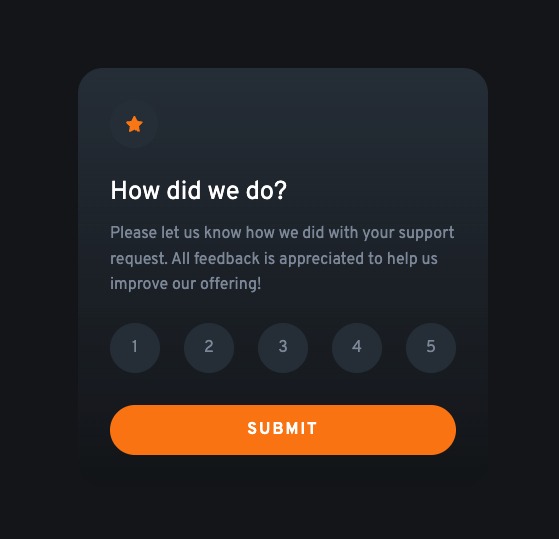 How did we do?
Please let us know how we did with your support
request. All feedback is appreciated to help us
improve our offering!
1 2 3 4 5
SUBMIT